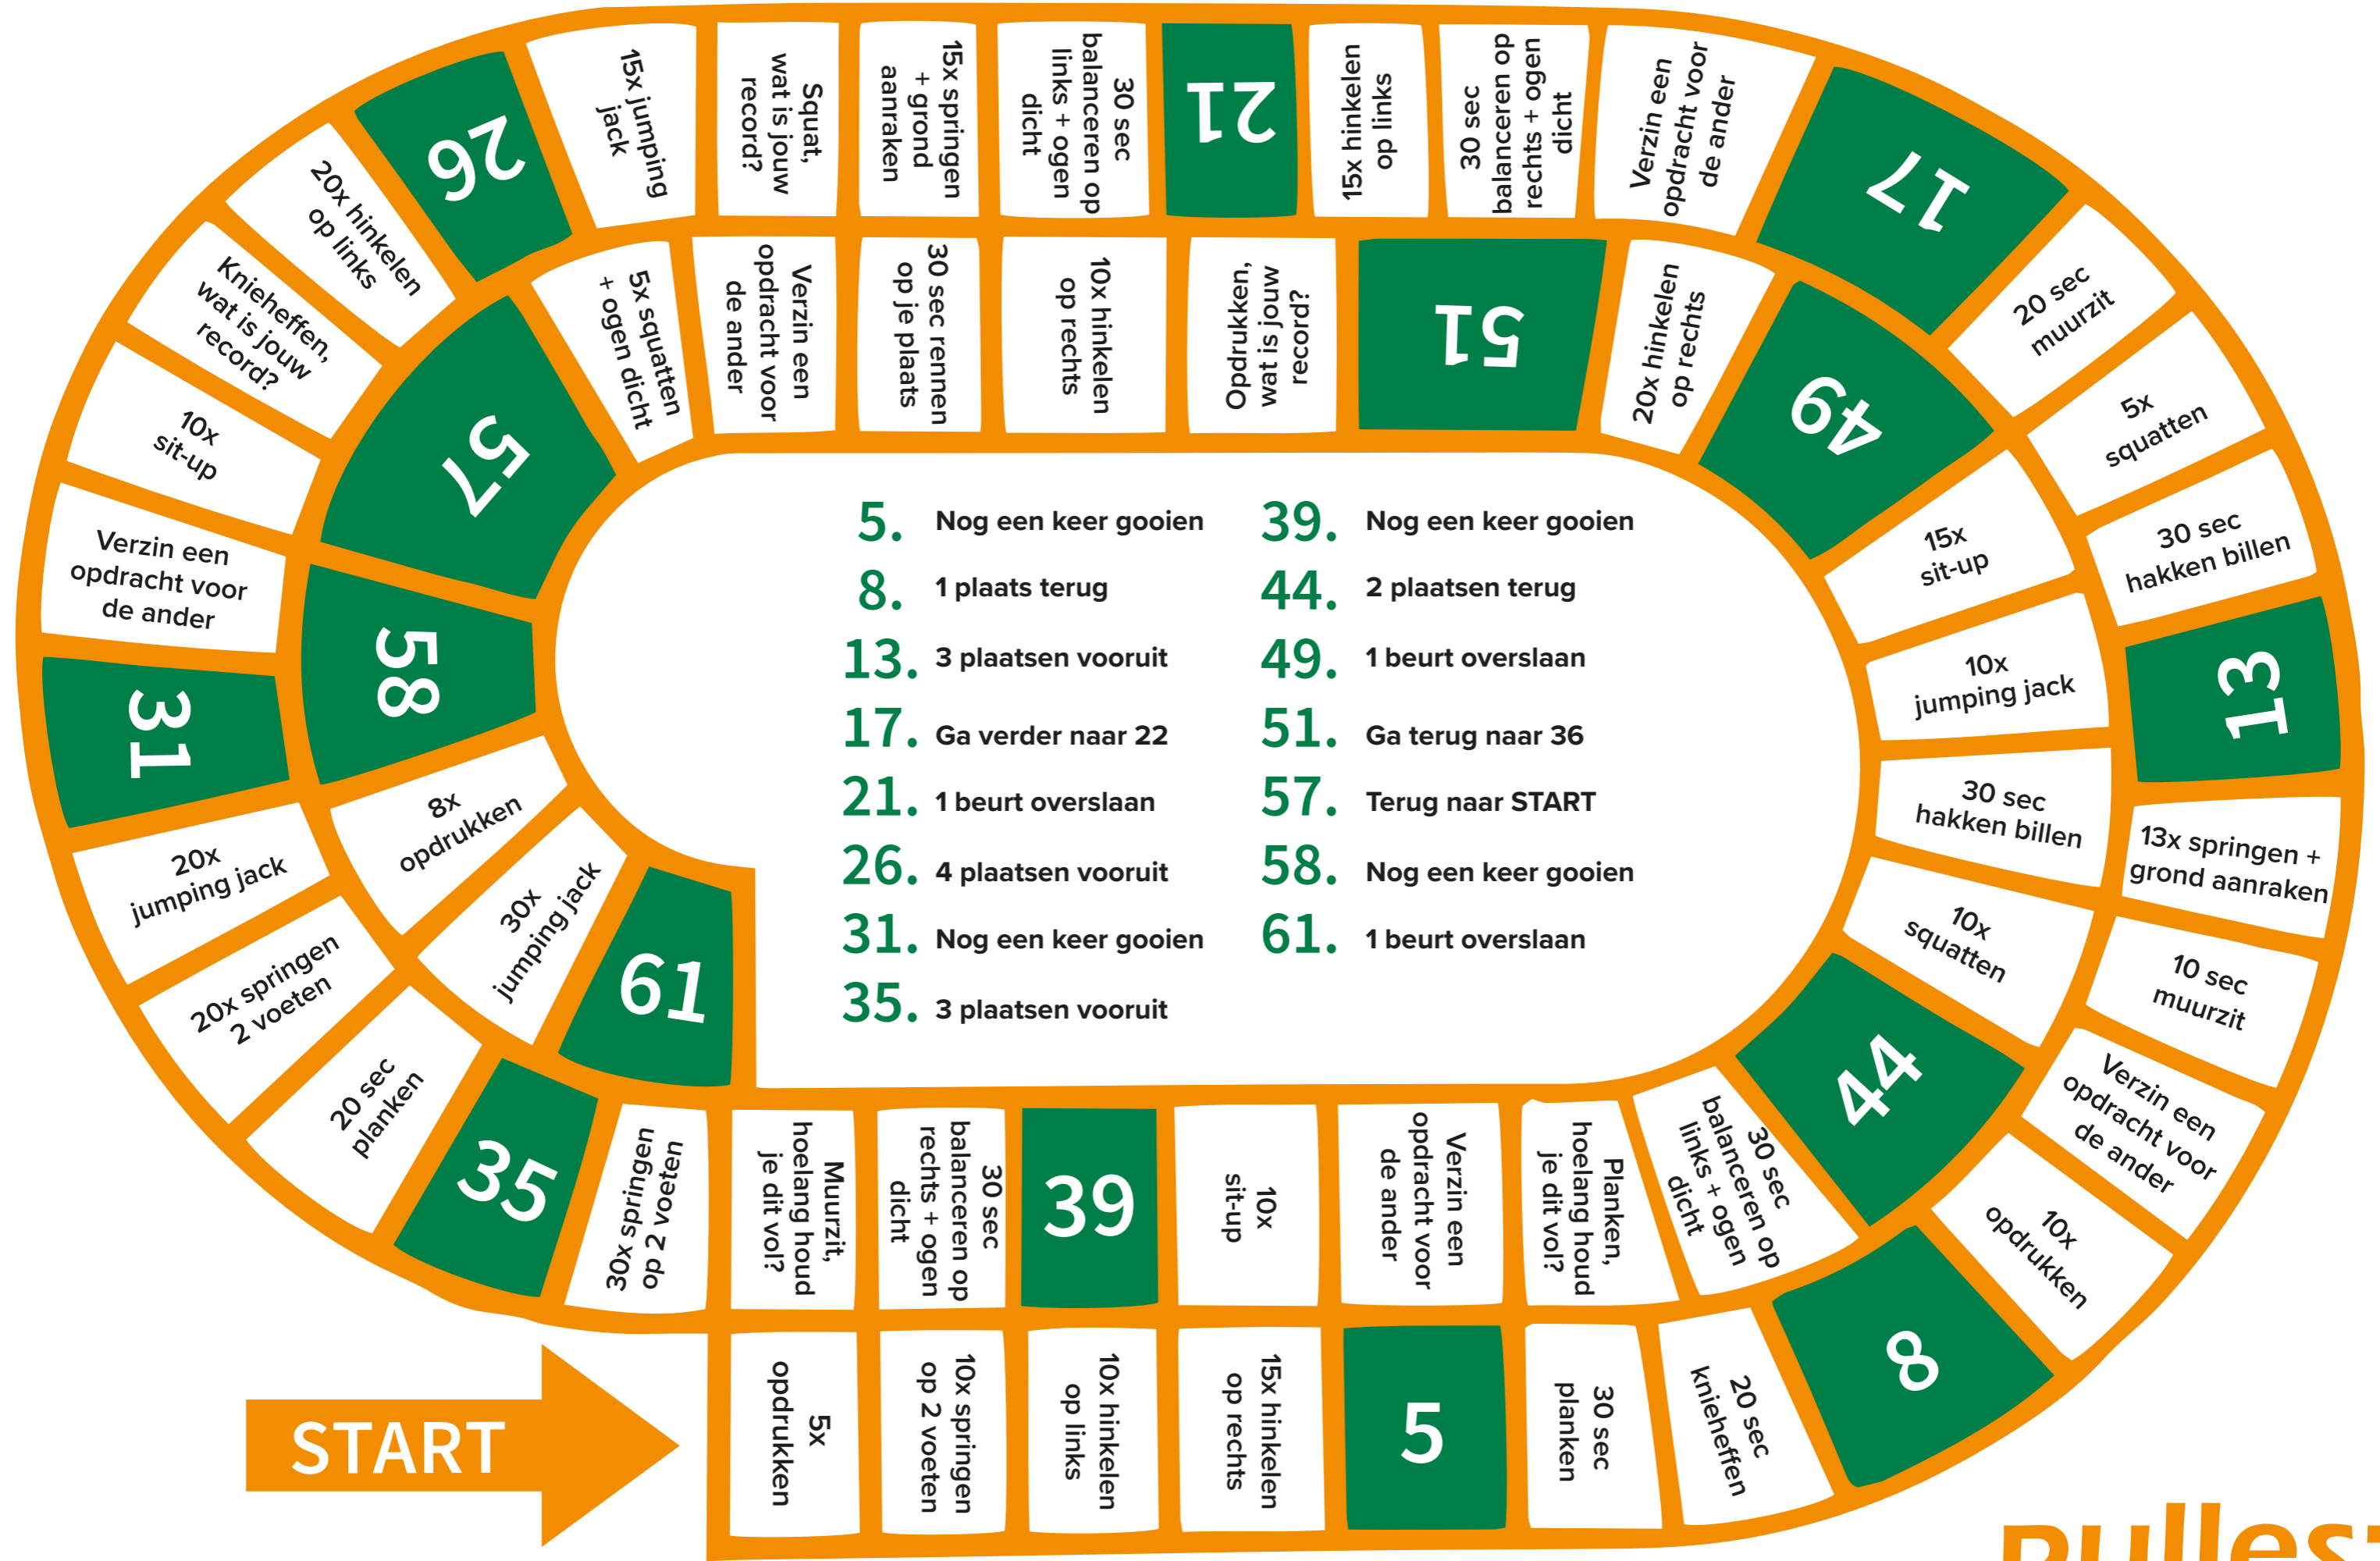 START
5x
opdrukken
10x springen
op 2 voeten
10x hinkelen
op links
15x hinkelen
op rechts
5
30 sec
planken
20 sec
knieheffen
8
10x
opdrukken
Verzin een
opdracht voor
de ander
10 sec
muurzit
13x springen +
grond aanraken
13
30 sec
hakken billen
5x
squatten
20 sec
muurzit
17
Verzin een
opdracht voor
de ander
30 sec
balanceren op
rechts + ogen
dicht
15x hinkelen
op links
21
30 sec
balanceren op
links + ogen
dicht
15x springen
+ grond
aanraken
Squat,
wat is jouw
record?
15x jumping
jack
26
20x hinkelen
op links
Knieheffen,
wat is jouw
record?
10x
sit-up
Verzin een
opdracht voor
de ander
31
20x
jumping jack
20x springen
2 voeten
20 sec
planken
35
30x springen
op 2 voeten
Muurzit,
hoelang houd
je dit vol?
30 sec
balanceren op
rechts + ogen
dicht
39
10x
sit-up
Verzin een
opdracht voor
de ander
Planken,
hoelang houd
je dit vol?
30 sec
balanceren op
links + ogen
dicht
44
10x
squatten
30 sec
hakken billen
10x
jumping jack
15x
sit-up
49
20x hinkelen
op rechts
51
Opdrukken,
wat is jouw
record?
10x hinkelen
op rechts
30 sec rennen
op je plaats
Verzin een
opdracht voor
de ander
5x squatten
+ ogen dicht
57
58
8x
opdrukken
30x
jumping jack
61
5. Nog een keer gooien
8. 1 plaats terug
13. 3 plaatsen vooruit
17. Ga verder naar 22
21. 1 beurt overslaan
26. 4 plaatsen vooruit
31. Nog een keer gooien
35. 3 plaatsen vooruit
39. Nog een keer gooien
44. 2 plaatsen terug
49. 1 beurt overslaan
51. Ga terug naar 36
57. Terug naar START
58. Nog een keer gooien
61. 1 beurt overslaan